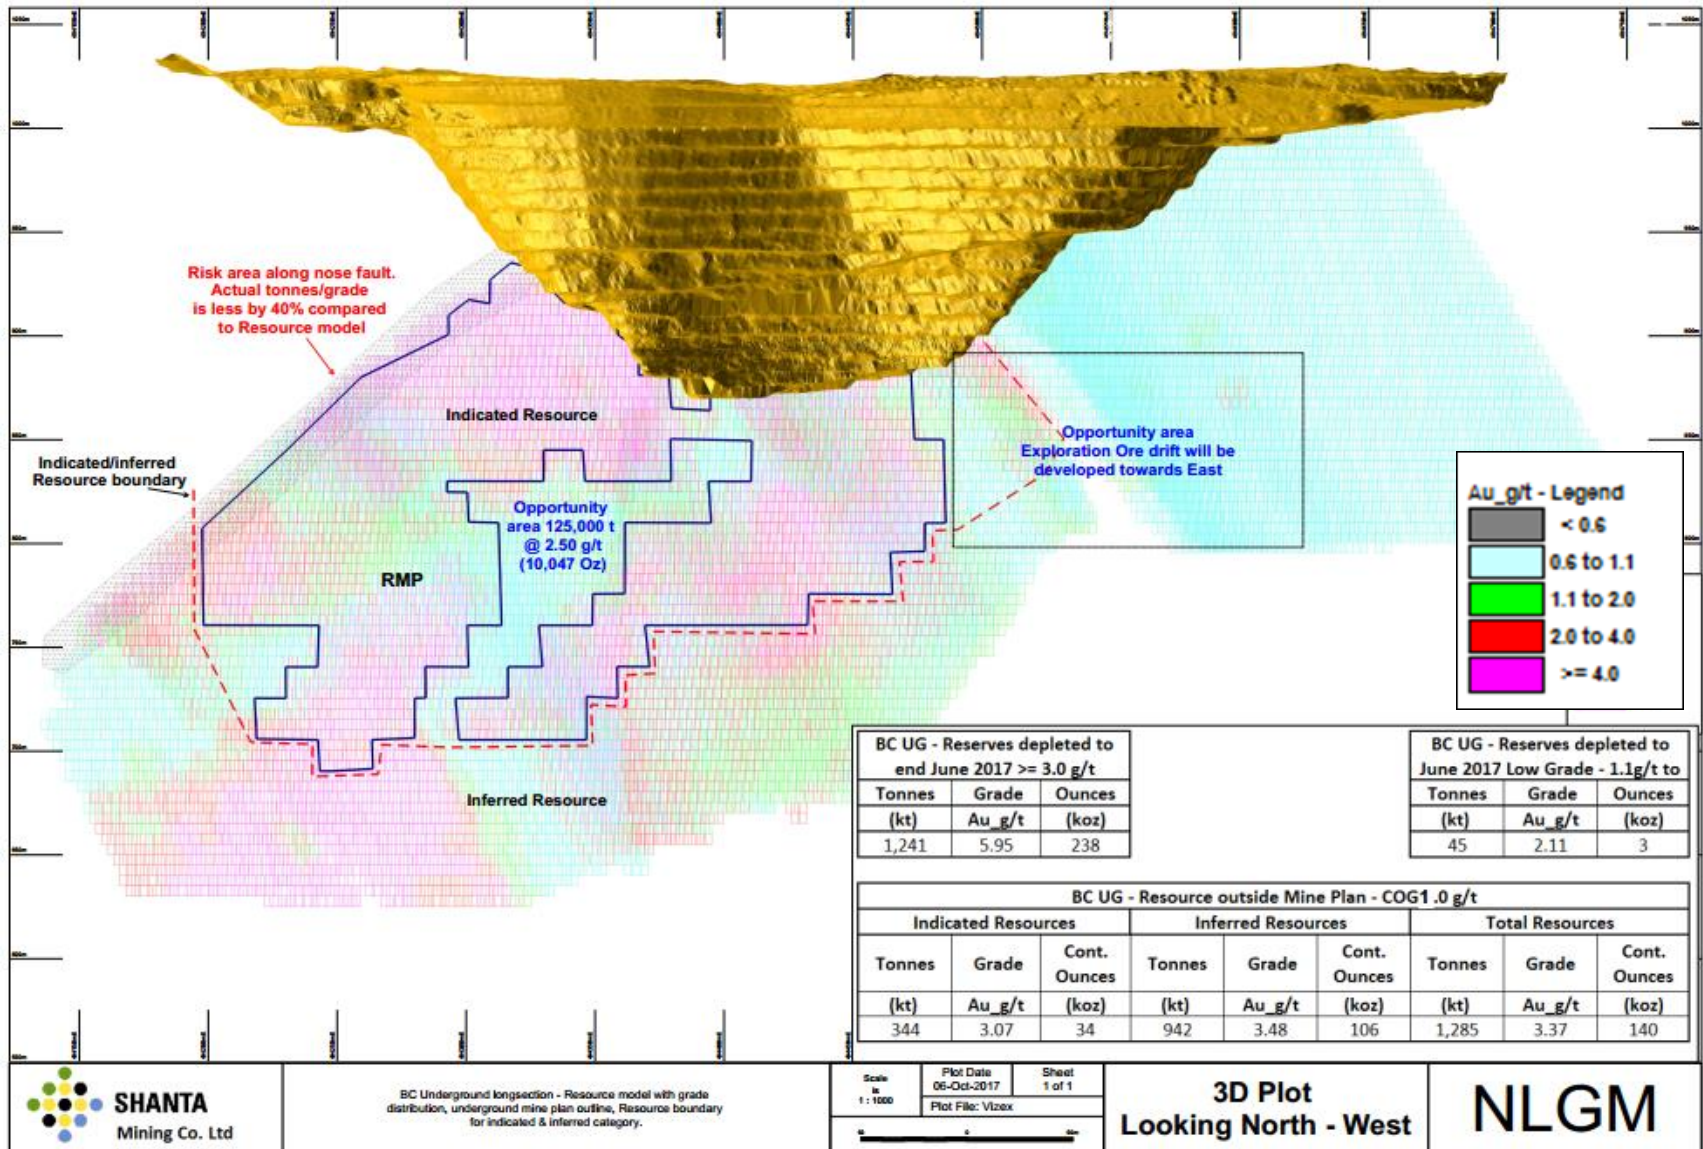 Risk area along nose fault.
Actual tonnes/grade
is less by 40% compared
to Resource model
Indicated Resource
Indicated/inferred
Resource boundary
Opportunity
area 125,000 t
@ 2.50 g/t
(10,047 Oz)
RMP
Opportunity area
Exploration Ore drift will be
developed towards East
Inferred Resource
Au_g/t - Legend
< 0.6
0.6 to 1.1
1.1 to 2.0
2.0 to 4.0
>= 4.0
BC UG - Reserves depleted to
end June 2017 >= 3.0 g/t
Tonnes Grade Ounces
(kt) Au_g/t (koz)
1,241 5.95 238
BC UG - Reserves depleted to
June 2017 Low Grade - 1.1g/t to
Tonnes Grade Ounces
(kt) Au_g/t (koz)
45 2.11 3
BC UG - Resource outside Mine Plan - COG1.0 g/t
Indicated Resources Inferred Resources Total Resources
Tonnes Grade Cont. Ounces Tonnes Grade Cont. Ounces Tonnes Grade Cont. Ounces
(kt) Au_g/t (koz) (kt) Au_g/t (koz) (kt) Au_g/t (koz)
344 3.07 34 942 3.48 106 1,285 3.37 140
SHANTA
Mining Co. Ltd
BC Underground longsection - Resource model with grade
distribution, underground mine plan outline, Resource boundary
for indicated & inferred category.
Scale
is
1 : 1000
Plot Date
06-Oct-2017
Sheet
1 of 1
Plot File: Vizex
3D Plot
Looking North - West
NLGM